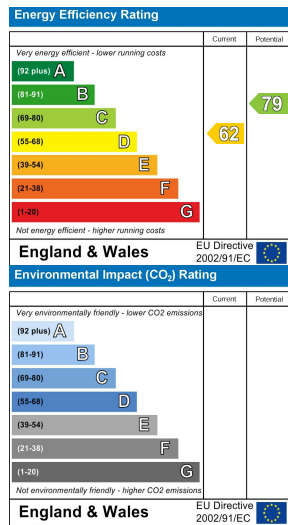 Energy Efficiency Rating
Current Potential
Very energy efficient - lower running costs
(92 plus) A
(81-91) B
(69-80) C
(55-68) D
(39-54) E
(21-38) F
(1-20) G
62
79
Not energy efficient - higher running costs
England & Wales
EU Directive
2002/91/EC
Environmental Impact (CO2) Rating
Current Potential
Very environmentally friendly - lower CO2 emissions
(92 plus) A
(81-91) B
(69-80) C
(55-68) D
(39-54) E
(21-38) F
(1-20) G
Not environmentally friendly - higher CO2 emissions
England & Wales
EU Directive
2002/91/EC